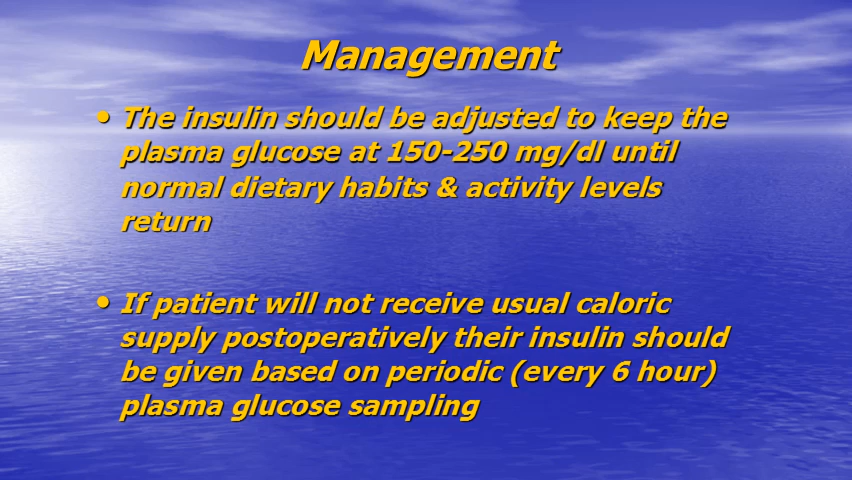 Management
• The insulin should be adjusted to keep the
plasma glucose at 150-250 mg/dl until
normal dietary habits & activity levels
return
• If patient will not receive usual caloric
supply postoperatively their insulin should
be given based on periodic (every 6 hour)
plasma glucose sampling